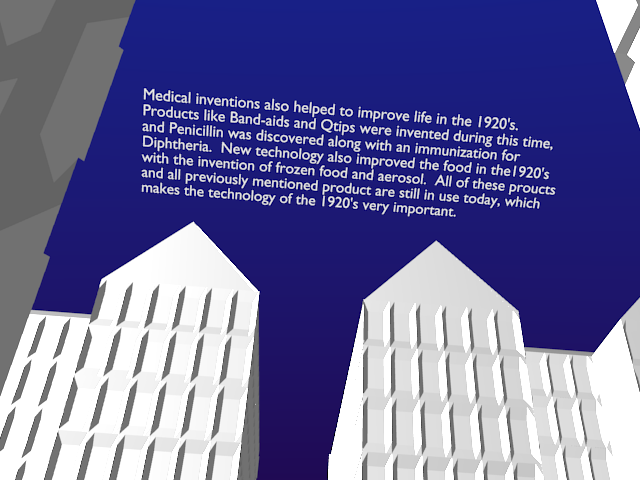 Medical inventions also helped to improve life in the 1920's.
Products like Band-aids and Qtips were invented during this time,
and Penicillin was discovered along with an immunization for
Diphtheria.  New technology also improved the food in the1920's
with the invention of frozen food and aerosol.  All of these proucts
and all previously mentioned product are still in use today, which
makes the technology of the 1920's very important.